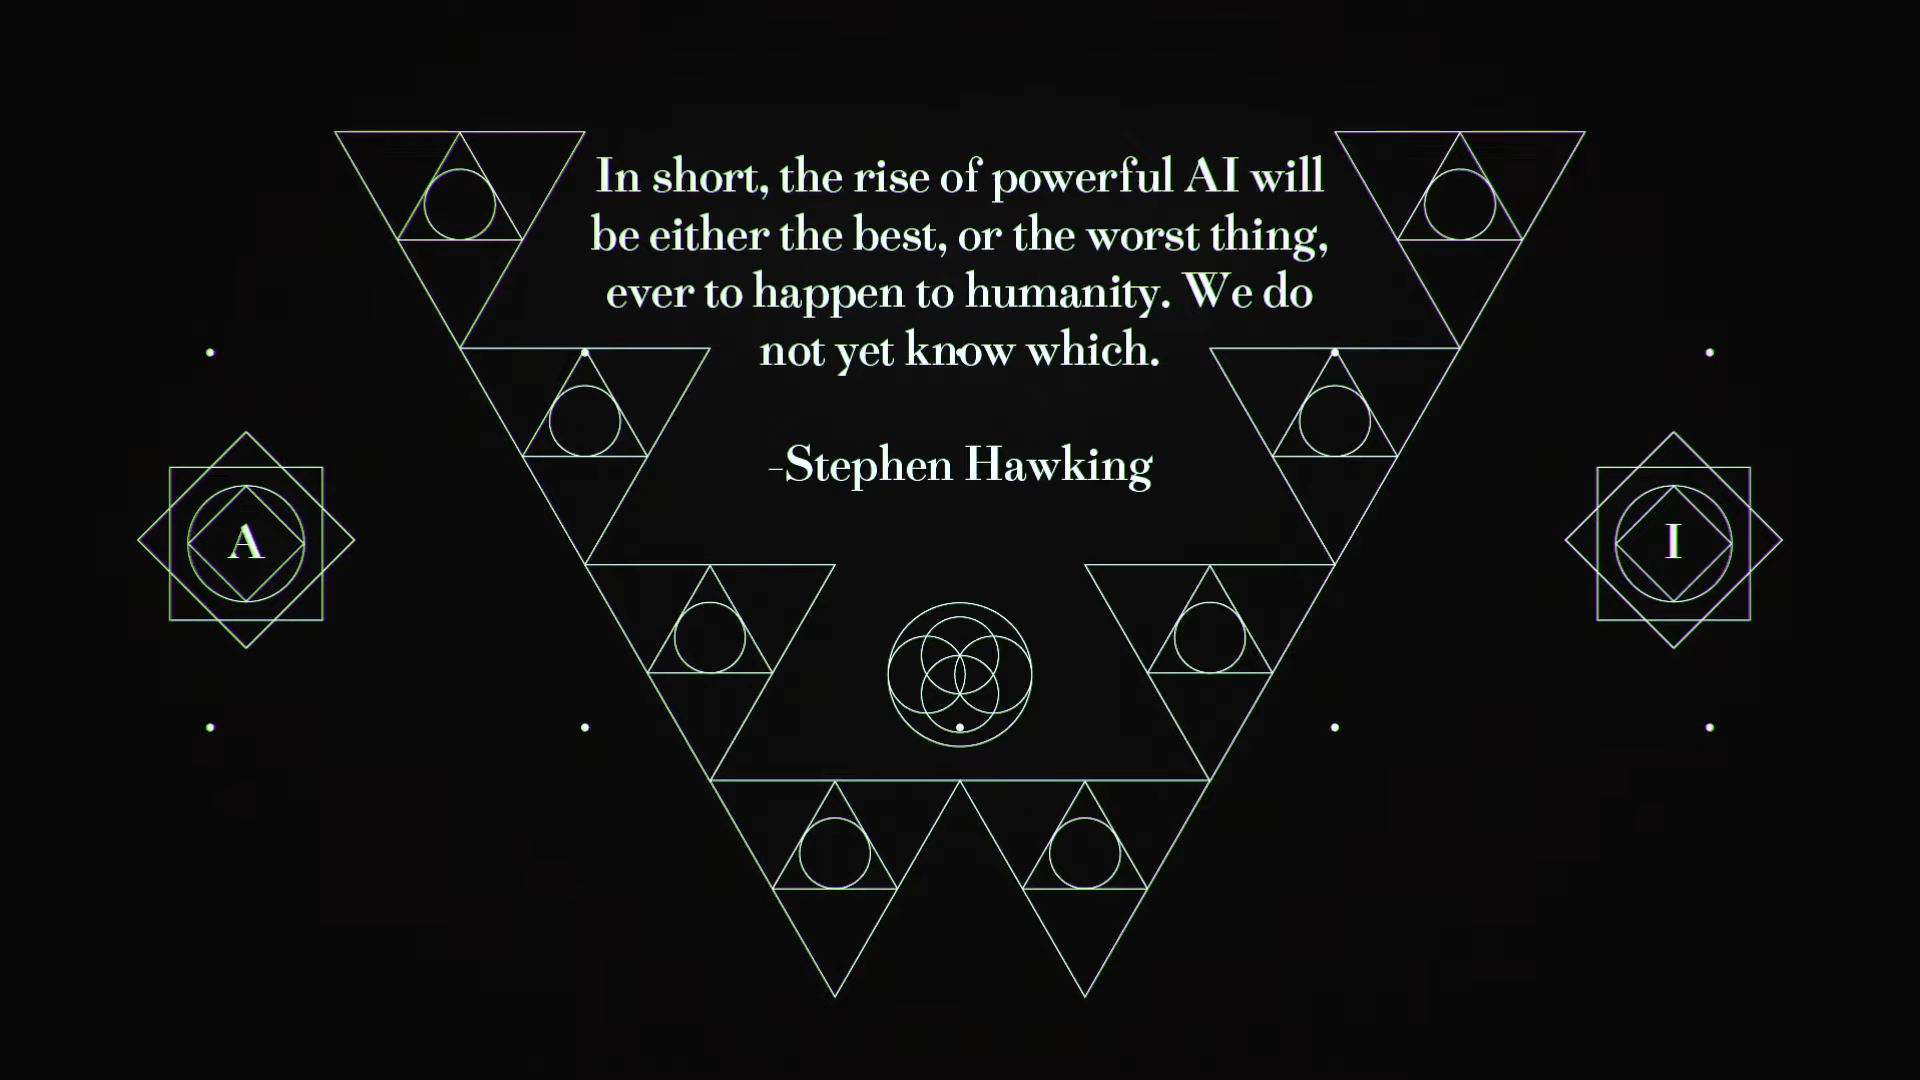 In short, the rise of powerful AI will
be either the best, or the worst thing,
ever to happen to humanity. We do
not yet know which.
-Stephen Hawking
A
I